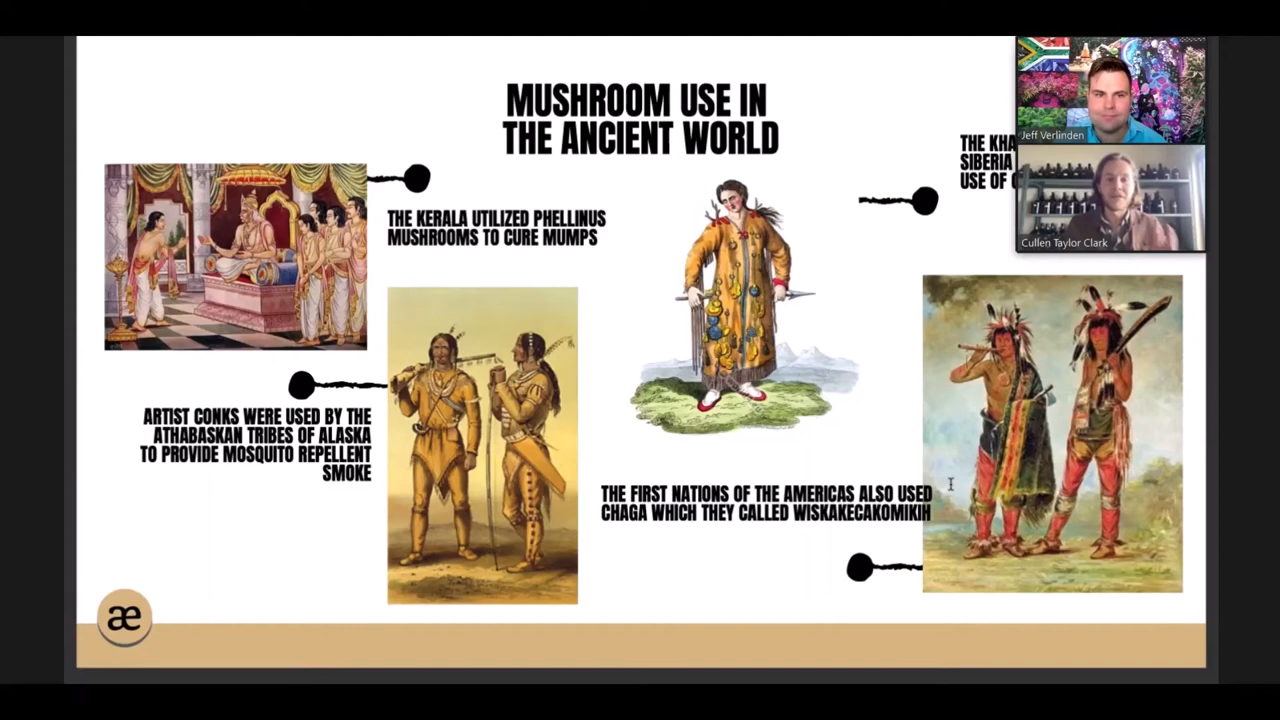 MUSHROOM USE IN
THE ANCIENT WORLD
THE KERALA UTILIZED PHELLINUS
MUSHROOMS TO CURE MUMPS
THE
SIBERIA
USE OF
ARTIST CONKS WERE USED BY THE
ATHABASKAN TRIBES OF ALASKA
TO PROVIDE MOSQUITO REPELLENT
SMOKE
THE FIRST NATIONS OF THE AMERICAS ALSO USED
CHAGA WHICH THEY CALLED WISKAKECAKOMIKIH
Jeff Verlinden
Cullen Taylor Clark
æ